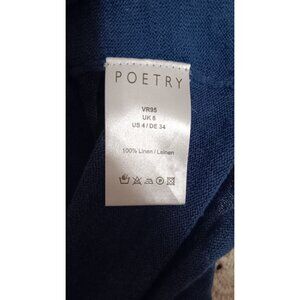 POETRY
VR95
UK 8
US 4 / DE 34
100% Linen / Leinen